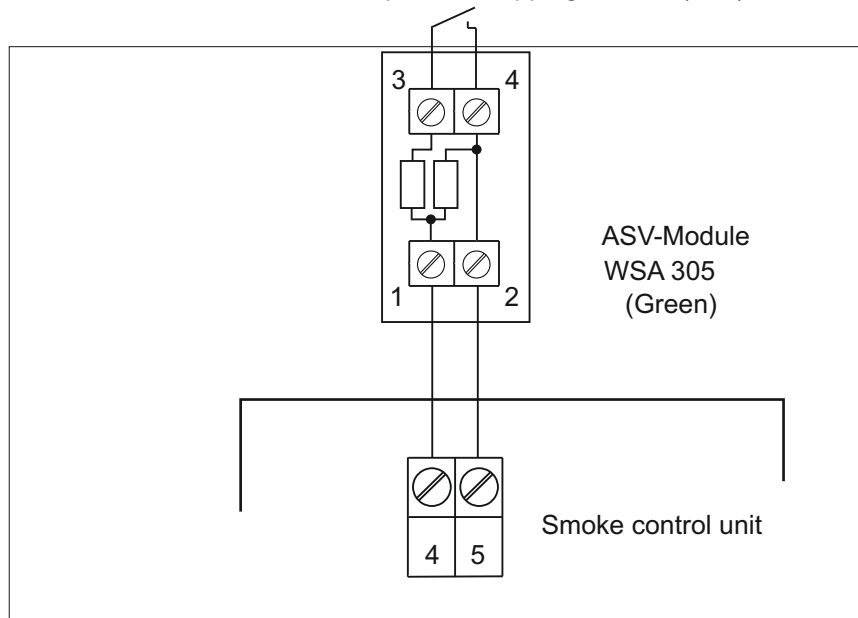 3 4
1 2
ASV-Module
WSA 305
(Green)
4 5
Smoke control unit